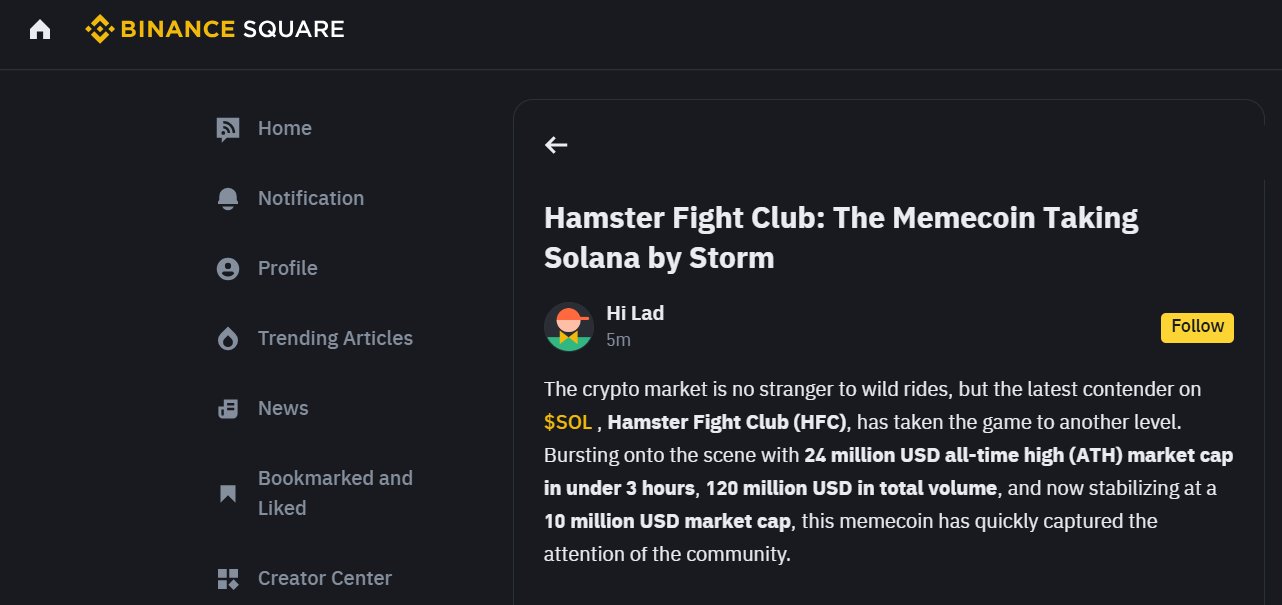 BINANCE SQUARE
Home
Notification
Profile
Trending Articles
News
Bookmarked and
Liked
Creator Center
Hamster Fight Club: The Memecoin Taking
Solana by Storm
Hi Lad
5m
Follow
The crypto market is no stranger to wild rides, but the latest contender on
$SOL , Hamster Fight Club (HFC), has taken the game to another level.
Bursting onto the scene with 24 million USD all-time high (ATH) market cap
in under 3 hours, 120 million USD in total volume, and now stabilizing at a
10 million USD market cap, this memecoin has quickly captured the
attention of the community.